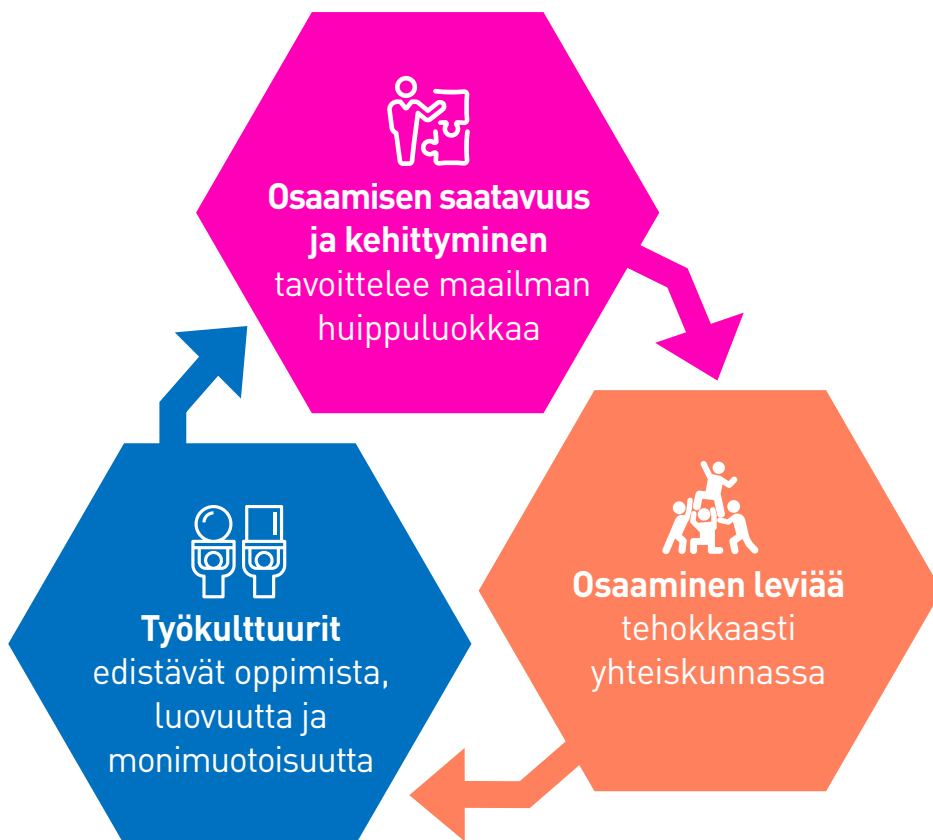 Osaamisen saatavuus
ja kehittyminen
tavoittelee maailman
huippuluokkaa
Osaaminen leviää
tehokkaasti
yhteiskunnassa
Työkulttuurit
edistävät oppimista,
luovuutta ja
monimuotoisuutta